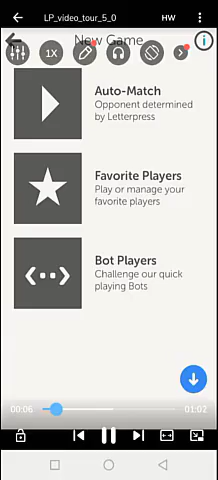 LP_video_tour_5_0
HW
New Game
1X
Auto-Match
Opponent determined
by Letterpress
Favorite Players
Play or manage your
favorite players
Bot Players
Challenge our quick
playing Bots
00:06
01:02